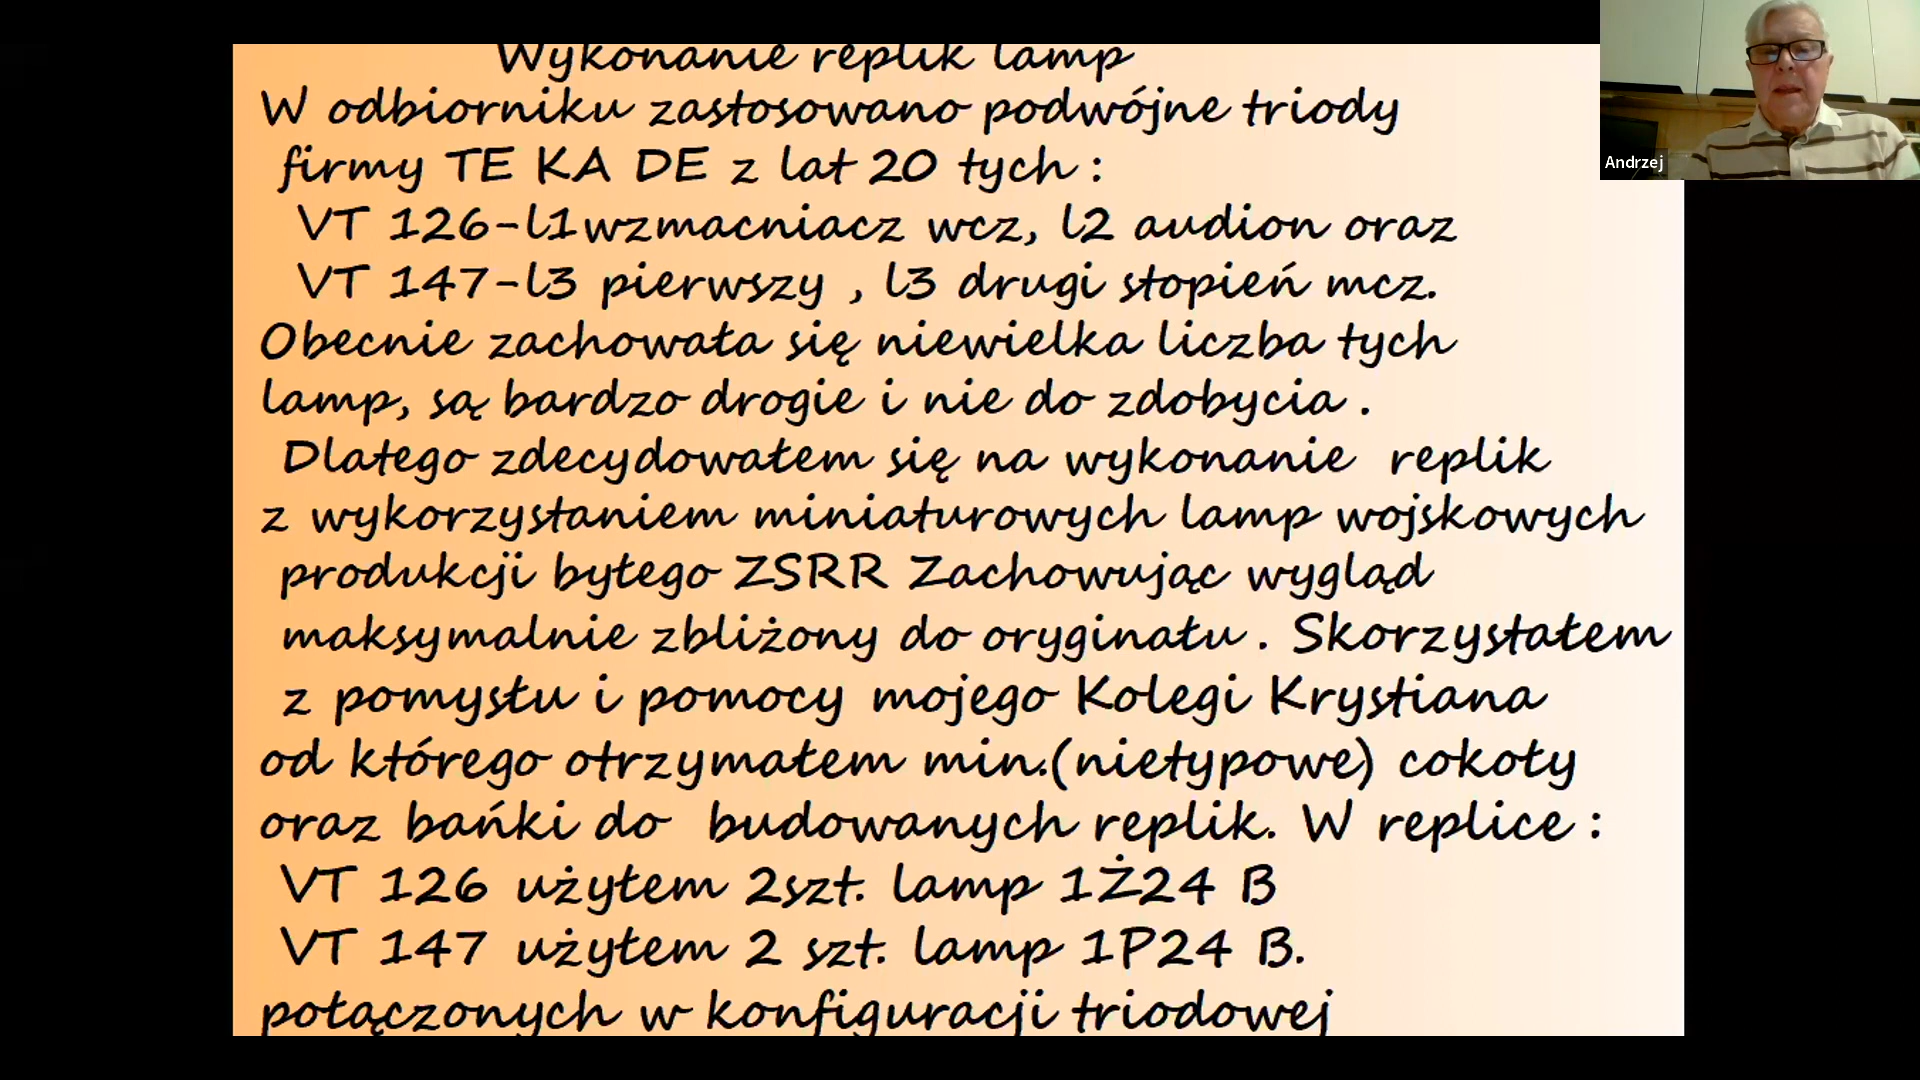 Wykonanie replik lamp
W odbiorniku zastosowano podwójne triody
firmy TE KA DE z lat 20 tych :
VT 126-l1wzmacniacz wcz, l2 audion oraz
VT 147-l3 pierwszy , l3 drugi stopień mcz.
Obecnie zachowała się niewielka liczba tych
lamp, są bardzo drogie i nie do zdobycia .
Dlatego zdecydowałem się na wykonanie replik
z wykorzystaniem miniaturowych lamp wojskowych
produkcji byłego ZSRR Zachowując wygląd
maksymalnie zbliżony do oryginału . Skorzystałem
z pomysłu i pomocy mojego Kolegi Krystiana
od którego otrzymałem min.(nietypowe) cokoły
oraz bańki do budowanych replik. W replice :
VT 126 użyłem 2szt. lamp 1Ż24 B
VT 147 użyłem 2 szt. lamp 1P24 B.
połączonych w konfiguracji triodowej
Andrzej